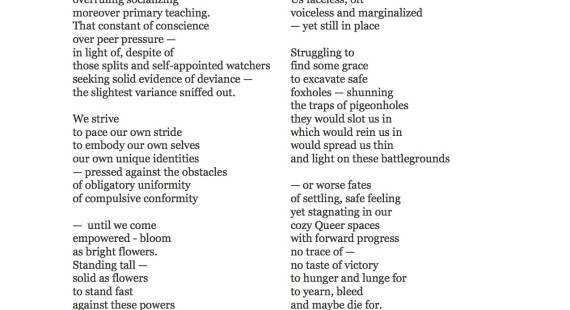 overruling socializing
moreover primary teaching.
That constant of conscience
over peer pressure —
in light of, despite of
those splits and self-appointed watchers
seeking solid evidence of deviance —
the slightest variance sniffed out.
We strive
to pace our own stride
to embody our own selves
our own unique identities
— pressed against the obstacles
of obligatory uniformity
of compulsive conformity
— until we come
empowered - bloom
as bright flowers.
Standing tall —
solid as flowers
to stand fast
against these powers
Us faceless, oft
voiceless and marginalized
— yet still in place
Struggling to
find some grace
to excavate safe
foxholes — shunning
the traps of pigeonholes
they would slot us in
which would rein us in
would spread us thin
and light on these battlegrounds
— or worse fates
of settling, safe feeling
yet stagnating in our
cozy Queer spaces
with forward progress
no trace of —
no taste of victory
to hunger and lunge for
to yearn, bleed
and maybe die for.